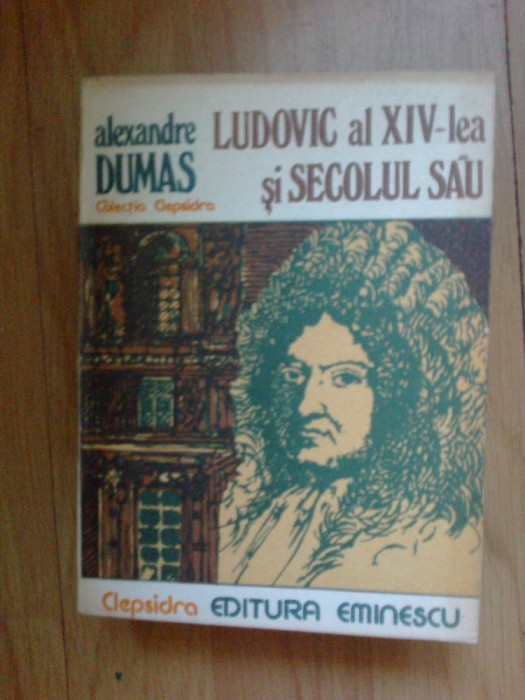 alexandre
DUMAS
Colecția Clepsidra
LUDOVIC al XIV-lea
și SECOLUL SĂU
Clepsidra EDITURA EMINESCU